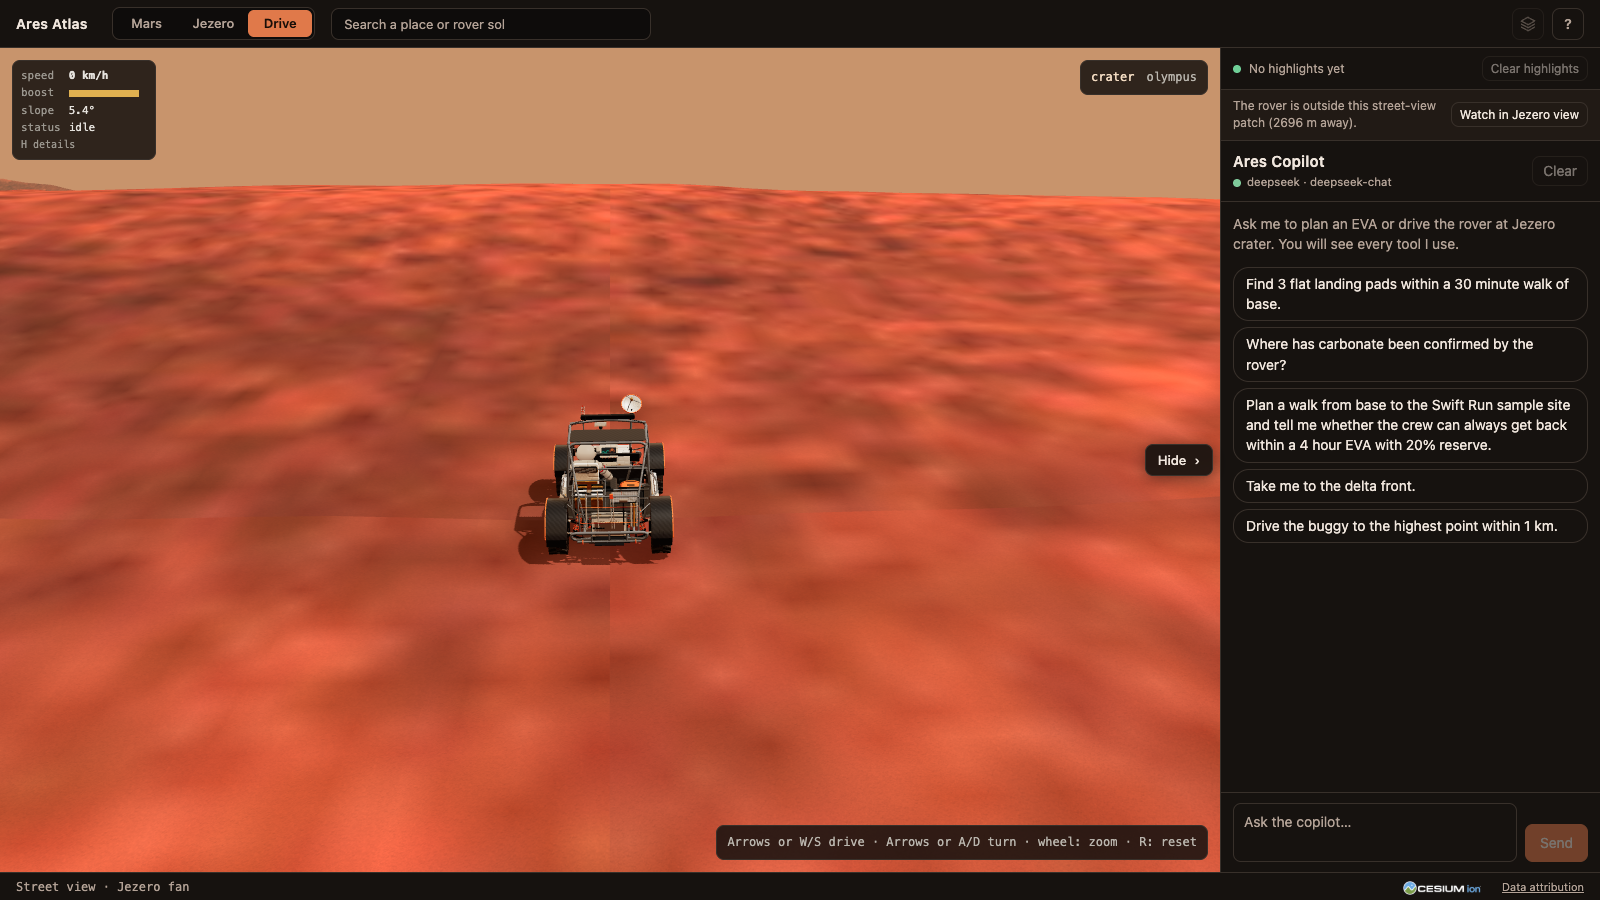 Ares Atlas
Mars
Jezero
Drive
Search a place or rover sol
?
speed 0 km/h
boost
slope 5.4°
status idle
H details
crater olympus
Hide ›
Arrows or W/S drive · Arrows or A/D turn · wheel: zoom · R: reset
No highlights yet
Clear highlights
The rover is outside this street-view
patch (2696 m away).
Watch in Jezero view
Ares Copilot
deepseek · deepseek-chat
Clear
Ask me to plan an EVA or drive the rover at Jezero
crater. You will see every tool I use.
Find 3 flat landing pads within a 30 minute walk of
base.
Where has carbonate been confirmed by the
rover?
Plan a walk from base to the Swift Run sample site
and tell me whether the crew can always get back
within a 4 hour EVA with 20% reserve.
Take me to the delta front.
Drive the buggy to the highest point within 1 km.
Ask the copilot...
Send
Street view · Jezero fan
CESIUM ion
Data attribution